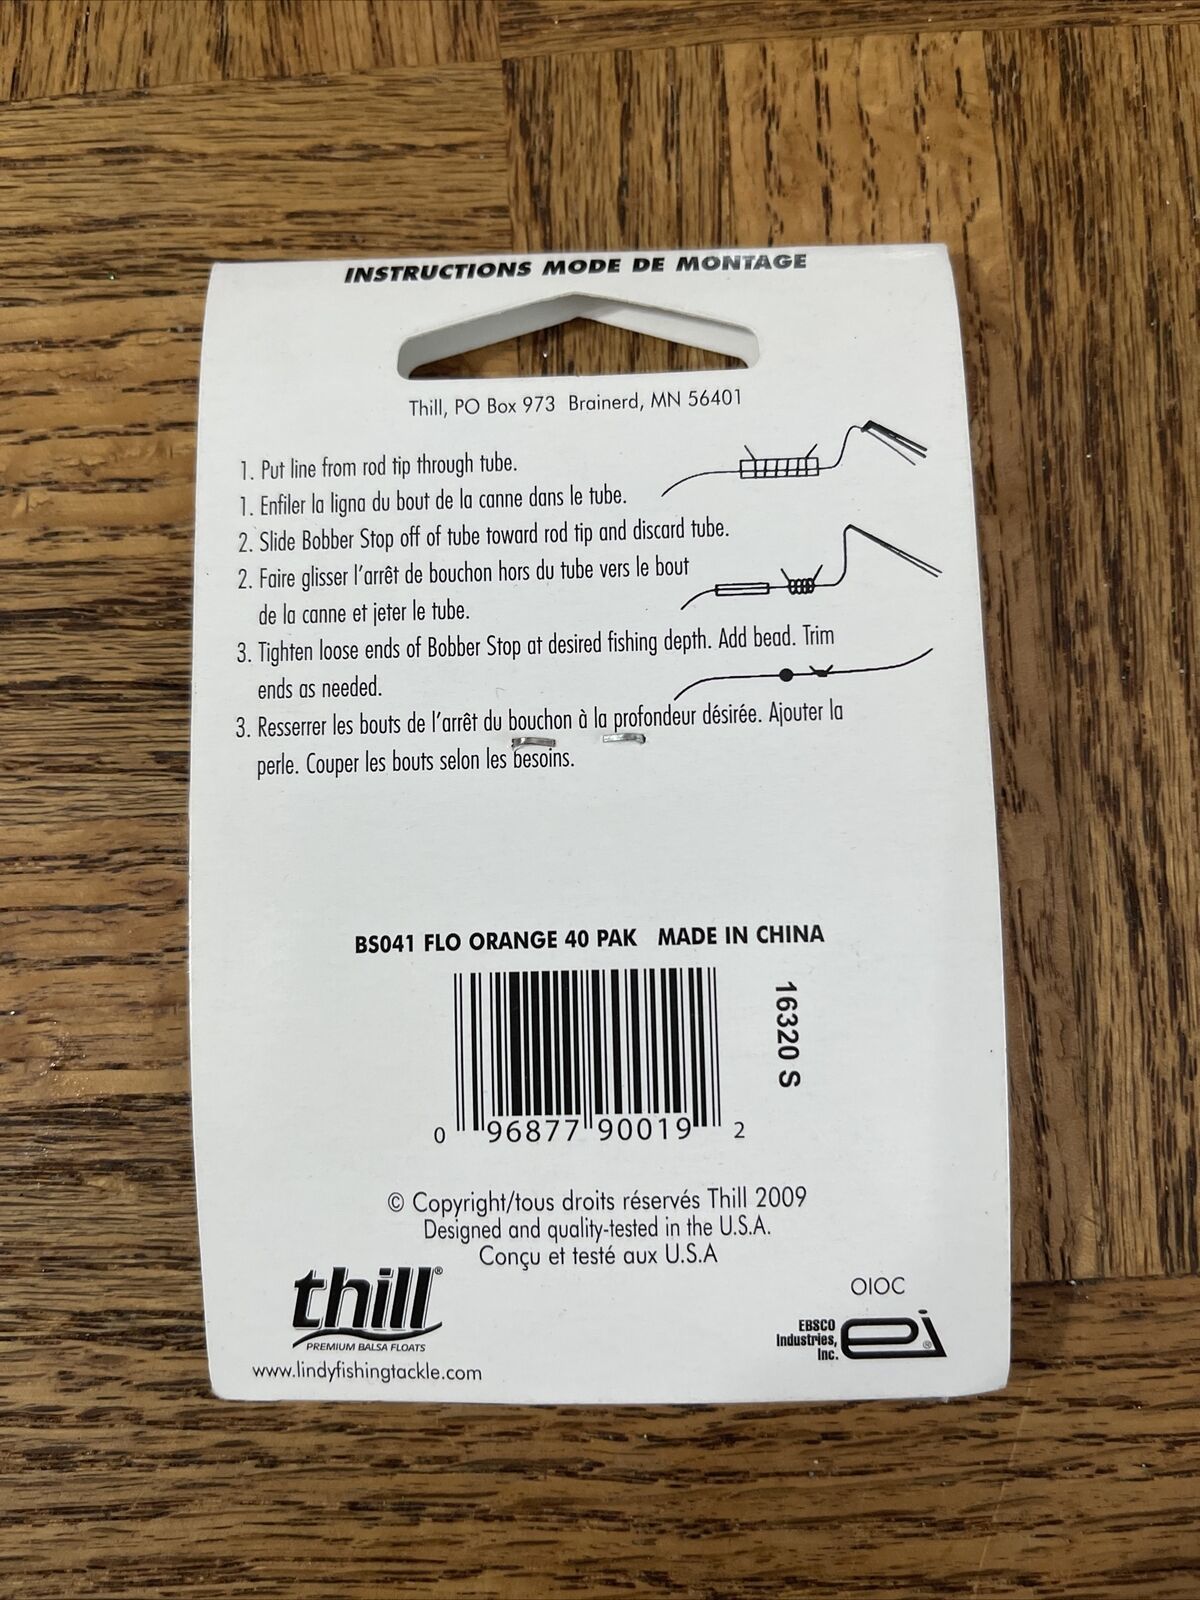 INSTRUCTIONS MODE DE MONTAGE
Thill, PO Box 973 Brainerd, MN 56401
1. Put line from rod tip through tube.
1. Enfiler la ligna du bout de la canne dans le tube.
2. Slide Bobber Stop off of tube toward rod tip and discard tube.
2. Faire glisser l'arrêt de bouchon hors du tube vers le bout
de la canne et jeter le tube.
3. Tighten loose ends of Bobber Stop at desired fishing depth. Add bead. Trim
ends as needed.
3. Resserrer les bouts de l'arrêt du bouchon à la profondeur désirée. Ajouter la
perle. Couper les bouts selon les besoins.
BS041 FLO ORANGE 40 PAK MADE IN CHINA
16320 S
0 96877 90019 2
© Copyright/tous droits réservés Thill 2009
Designed and quality-tested in the U.S.A.
Conçu et testé aux U.S.A
thill®
PREMIUM BALSA FLOATS
www.lindyfishingtackle.com
OIOC
EBSCO
Industries,
Inc.
ei®